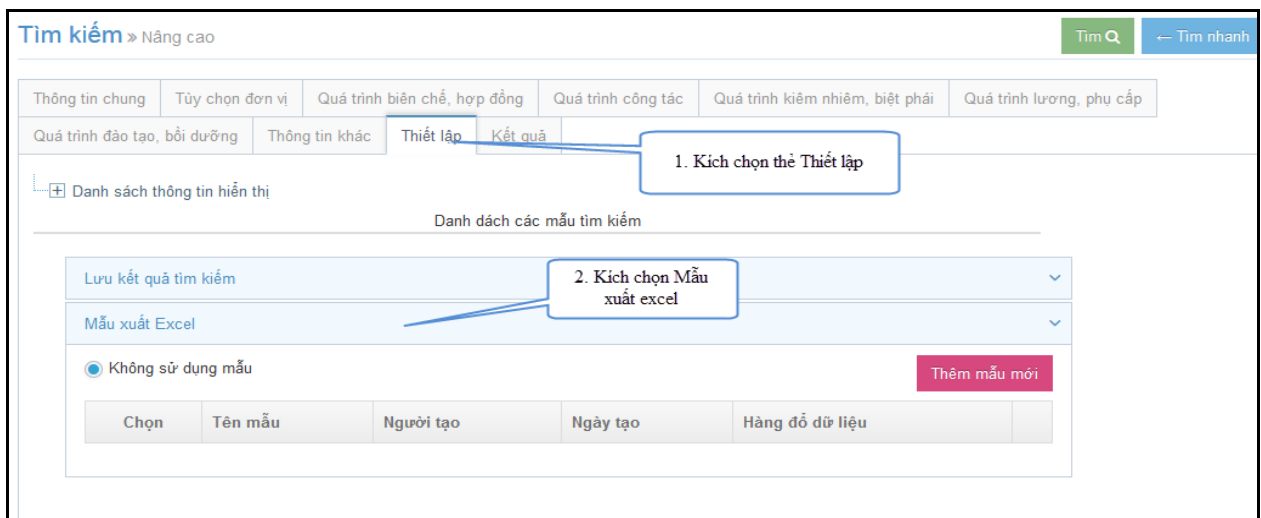 Tìm kiếm » Nâng cao
Tìm
← Tìm nhanh
Thông tin chung
Tùy chọn đơn vị
Quá trình biên chế, hợp đồng
Quá trình công tác
Quá trình kiêm nhiêm, biệt phái
Quá trình lương, phụ cấp
Quá trình đào tạo, bồi dưỡng
Thông tin khác
Thiết lập
Kết quả
1. Kích chọn thẻ Thiết lập
Danh sách thông tin hiển thị
Danh dách các mẫu tìm kiếm
Lưu kết quả tìm kiếm
2. Kích chọn Mẫu
xuất excel
Mẫu xuất Excel
Không sử dụng mẫu
Thêm mẫu mới
Chọn
Tên mẫu
Người tạo
Ngày tạo
Hàng đổ dữ liệu